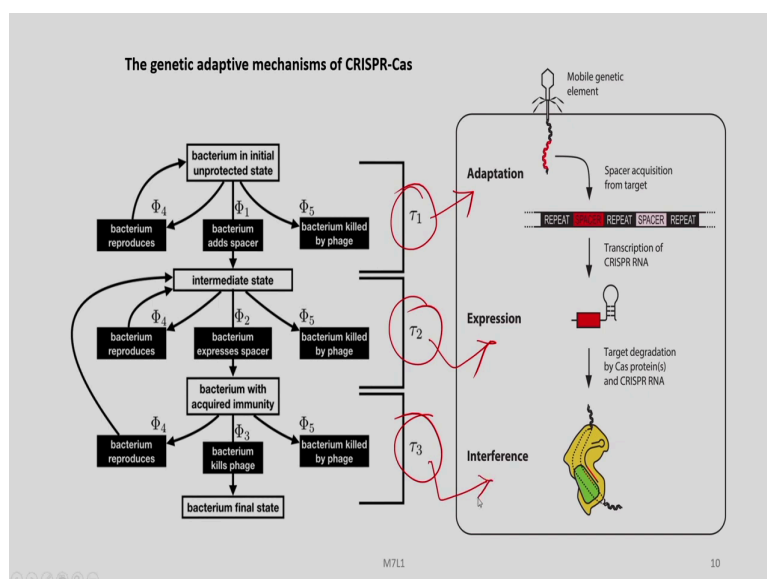 The genetic adaptive mechanisms of CRISPR-Cas
bacterium in initial
unprotected state
Φ4
Φ1
Φ5
bacterium
reproduces
bacterium
adds spacer
bacterium killed
by phage
τ1
intermediate state
Φ4
Φ2
Φ5
bacterium
reproduces
bacterium
expresses spacer
bacterium killed
by phage
τ2
bacterium with
acquired immunity
Φ4
Φ3
Φ5
bacterium
reproduces
bacterium
kills phage
bacterium killed
by phage
τ3
bacterium final state
Mobile genetic
element
Adaptation
Spacer acquisition
from target
REPEAT SPACER REPEAT SPACER REPEAT
Transcription of
CRISPR RNA
Expression
Target degradation
by Cas protein(s)
and CRISPR RNA
Interference
M7L1
10